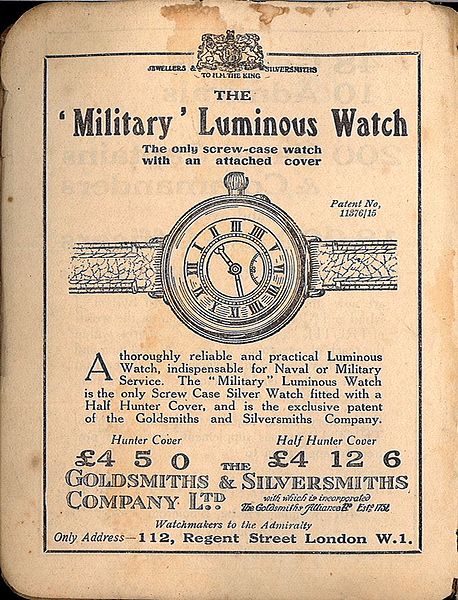 JEWELLERS & SILVERSMITHS
TO H.M. THE KING
THE
'Military' Luminous Watch
The only screw-case watch
with an attached cover
Patent No,
11376/15
A thoroughly reliable and practical Luminous
Watch, indispensable for Naval or Military
Service. The "Military" Luminous Watch
is the only Screw Case Silver Watch fitted with a
Half Hunter Cover, and is the exclusive patent
of the Goldsmiths and Silversmiths Company.
Hunter Cover
£4 5 0
Half Hunter Cover
£4 12 6
THE
GOLDSMITHS & SILVERSMITHS
COMPANY LTD
with which is incorporated
The Goldsmiths Alliance Ld Estd 1751.
Watchmakers to the Admiralty
Only Address—112, Regent Street London W.1.